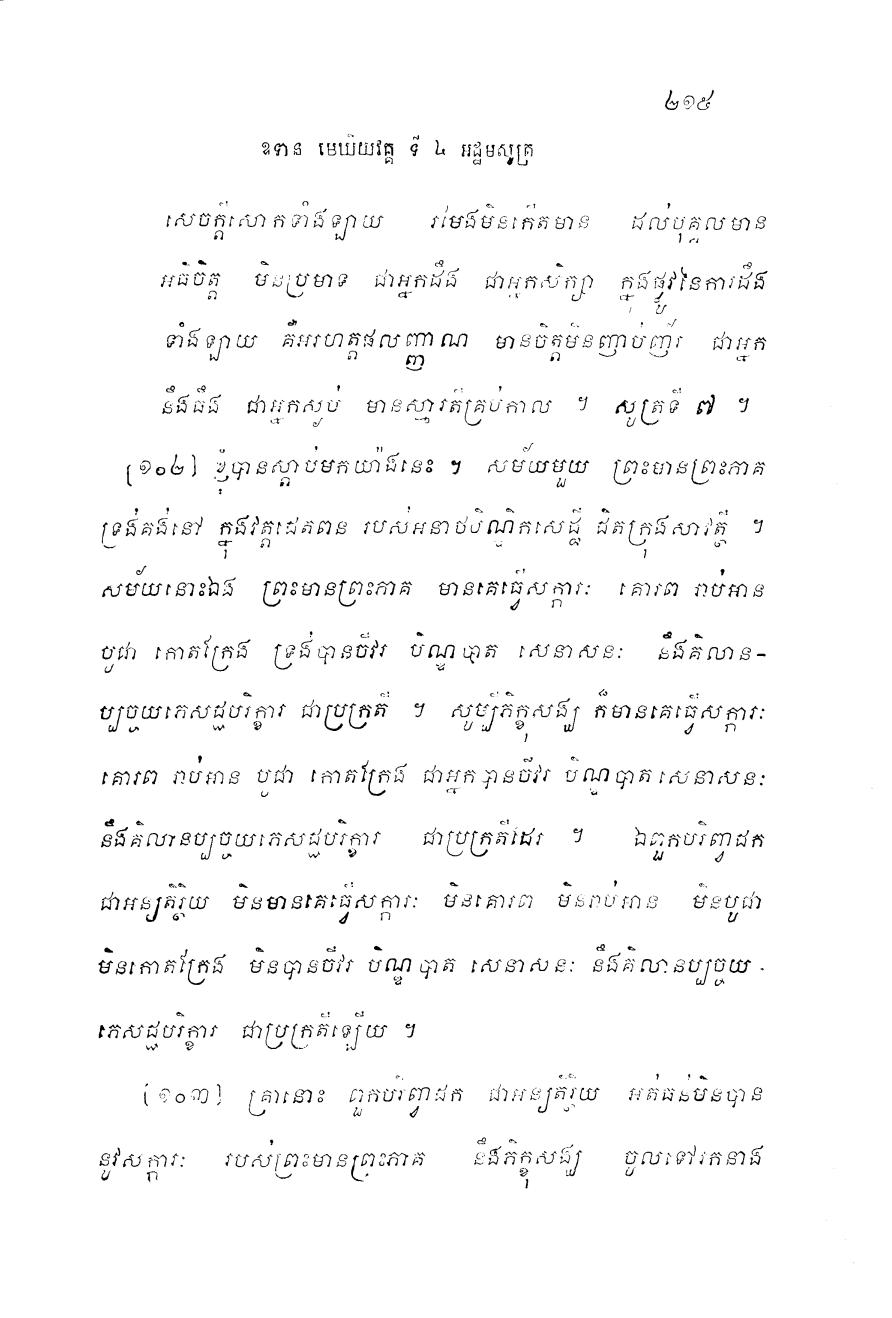 ២១៥
ឧទាន មេឃិយវគ្គ ទី ៤ អដ្ឋមសូត្រ
សេចក្តីសោកទាំងឡាយ រមែងមិនកើតមាន ដល់បុគ្គលមាន
អធិចិត្ត មិនប្រមាទ ជាអ្នកដឹង ជាអ្នកសិក្សា ក្នុងផ្លូវនៃការដឹង
ទាំងឡាយ គឺអរហត្តផលញ្ញាណ មានចិត្តមិនញាប់ញ័រ ជាអ្នក
នឹងធឹង ជាអ្នកស្ងប់ មានស្មារតីគ្រប់កាល ។ សូត្រទី ៧ ។
[១០២] ខ្ញុំបានស្តាប់មកយ៉ាងនេះ ។ សម័យមួយ ព្រះមានព្រះភាគ
ទ្រង់គង់នៅ ក្នុងវត្តជេតពន របស់អនាថបិណ្ឌិកសេដ្ឋី ជិតក្រុងសាវត្ថី ។
សម័យនោះឯង ព្រះមានព្រះភាគ មានគេធ្វើសក្ការៈ គោរព រាប់អាន
បូជា កោតក្រែង ទ្រង់បានចីវរ បិណ្ឌបាត សេនាសនៈ នឹងគិលាន-
ប្បច្ចយភេសជ្ជបរិក្ខារ ជាប្រក្រតី ។ សូម្បីភិក្ខុសង្ឃ ក៏មានគេធ្វើសក្ការៈ
គោរព រាប់អាន បូជា កោតក្រែង ជាអ្នកបានចីវរ បិណ្ឌបាត សេនាសនៈ
នឹងគិលានប្បច្ចយភេសជ្ជបរិក្ខារ ជាប្រក្រតីដែរ ។ ឯពួកបរិញ្វជក
ជាអន្យតិរ្ថិយ មិនមានគេធ្វើសក្ការៈ មិនគោរព មិនរាប់អាន មិនបូជា
មិនកោតក្រែង មិនបានចីវរ បិណ្ឌបាត សេនាសនៈ នឹងគិលានប្បច្ចយ-
ភេសជ្ជបរិក្ខារ ជាប្រក្រតីឡើយ ។
[១០៣] គ្រានោះ ពួកបរិញ្វជក ជាអន្យតិរ្ថិយ អត់ធន់មិនបាន
នូវសក្ការៈ របស់ព្រះមានព្រះភាគ នឹងភិក្ខុសង្ឃ ចូលទៅរកនាង